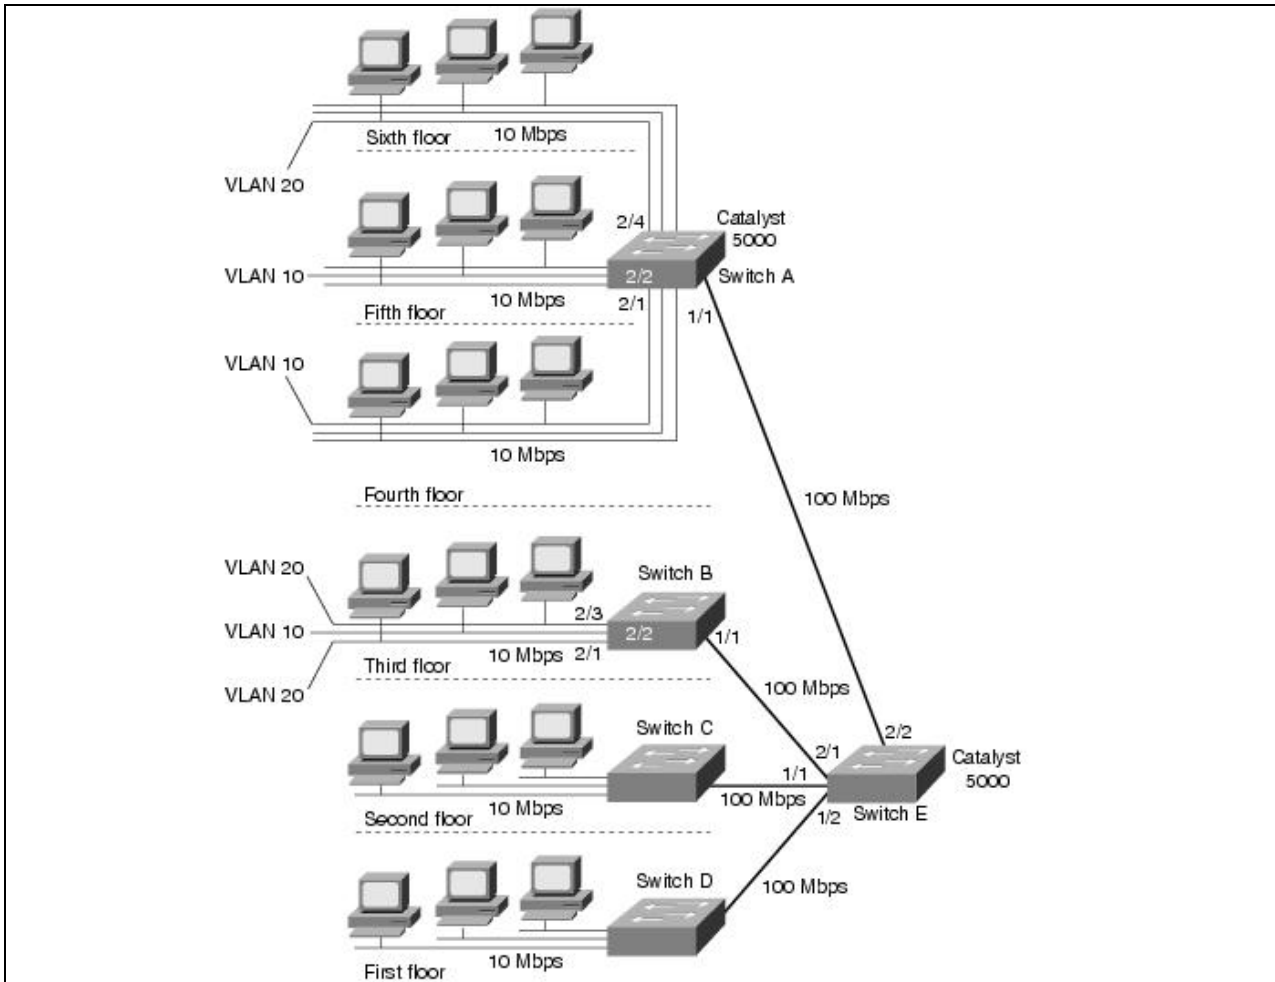 Sixth floor
10 Mbps
VLAN 20
2/4
Catalyst
5000
VLAN 10
2/2
Switch A
10 Mbps
2/1
Fifth floor
1/1
VLAN 10
10 Mbps
Fourth floor
100 Mbps
VLAN 20
Switch B
2/3
VLAN 10
2/2
1/1
10 Mbps
2/1
Third floor
VLAN 20
100 Mbps
Switch C
2/2
2/1
Catalyst
5000
1/1
100 Mbps
10 Mbps
1/2
Switch E
Second floor
Switch D
100 Mbps
10 Mbps
First floor